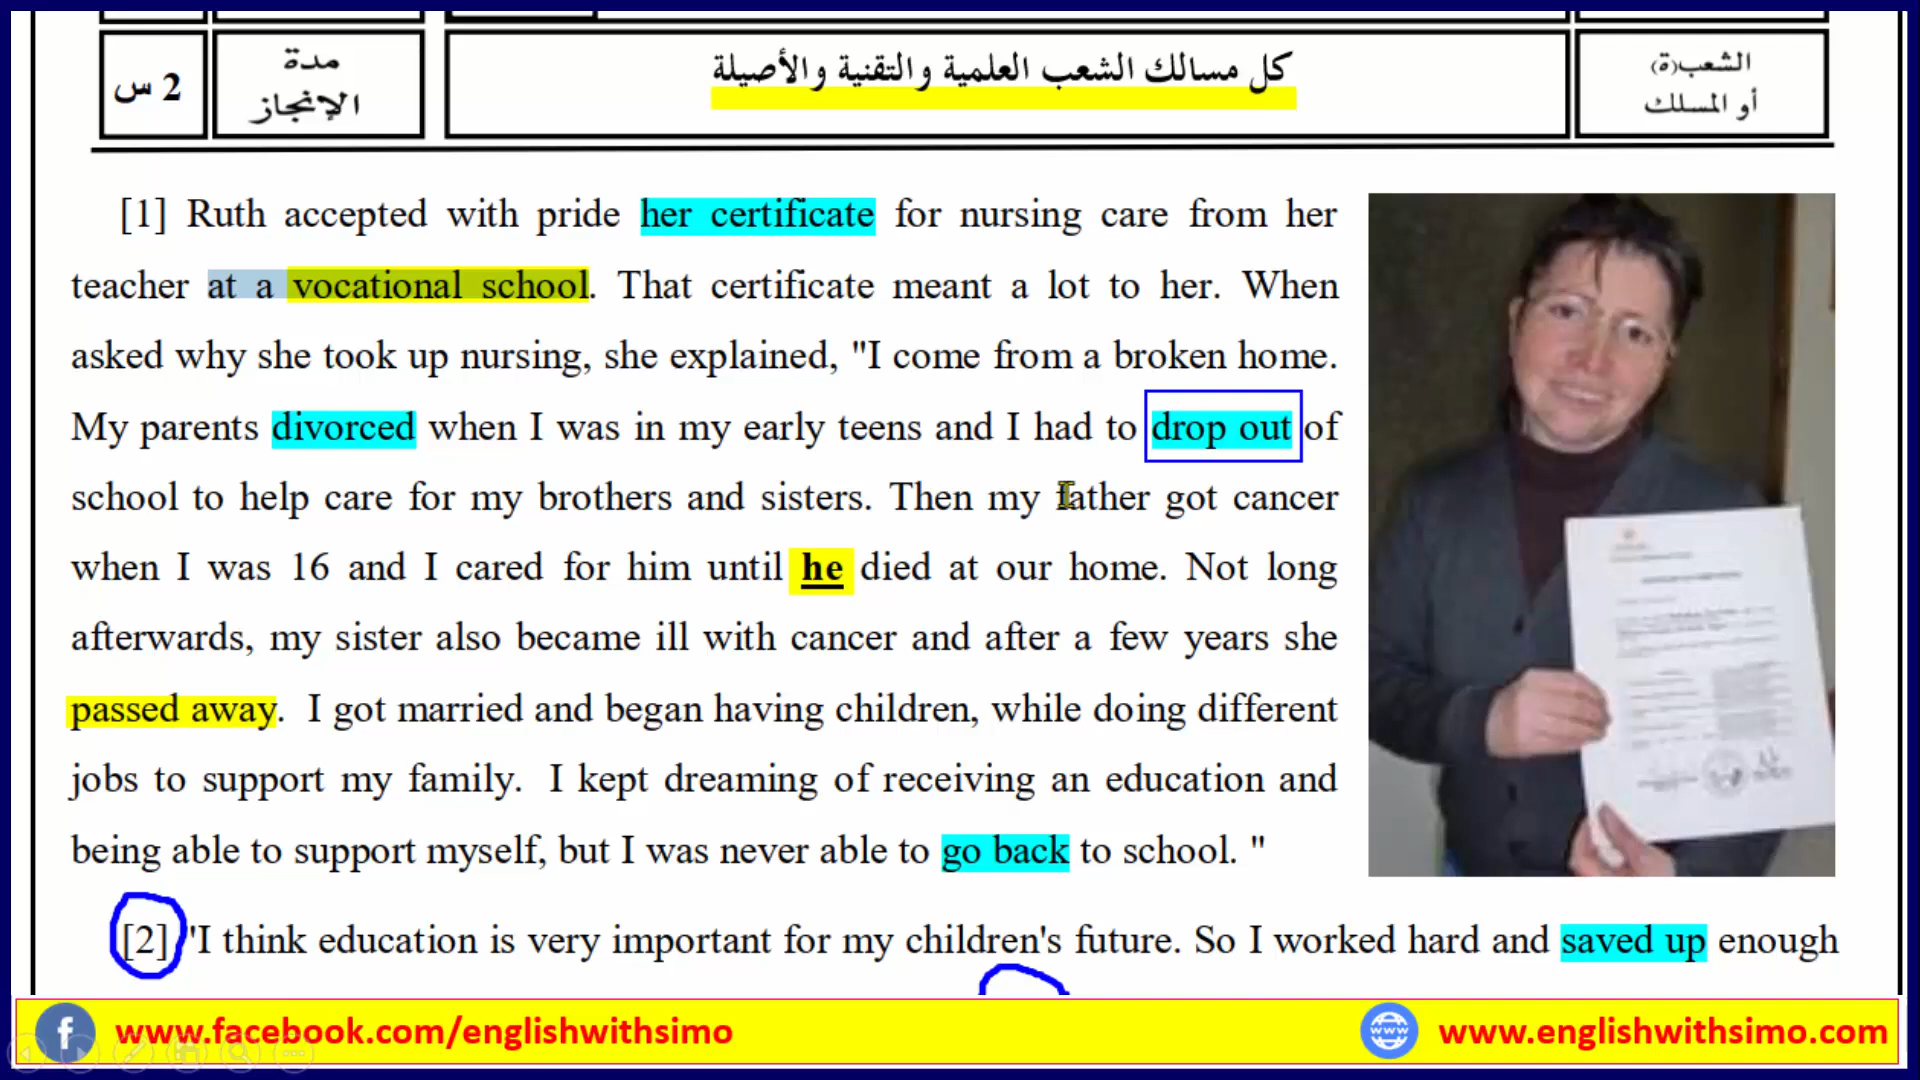 الشعب(ة)
أو المسلك
كل مسالك الشعب العلمية والتقنية والأصيلة
مدة
الإنجاز
2 س
[1] Ruth accepted with pride her certificate for nursing care from her
teacher at a vocational school. That certificate meant a lot to her. When
asked why she took up nursing, she explained, "I come from a broken home.
My parents divorced when I was in my early teens and I had to drop out of
school to help care for my brothers and sisters. Then my father got cancer
when I was 16 and I cared for him until he died at our home. Not long
afterwards, my sister also became ill with cancer and after a few years she
passed away. I got married and began having children, while doing different
jobs to support my family. I kept dreaming of receiving an education and
being able to support myself, but I was never able to go back to school. "
[2] "I think education is very important for my children's future. So I worked hard and saved up enough
www.facebook.com/englishwithsimo
www.englishwithsimo.com